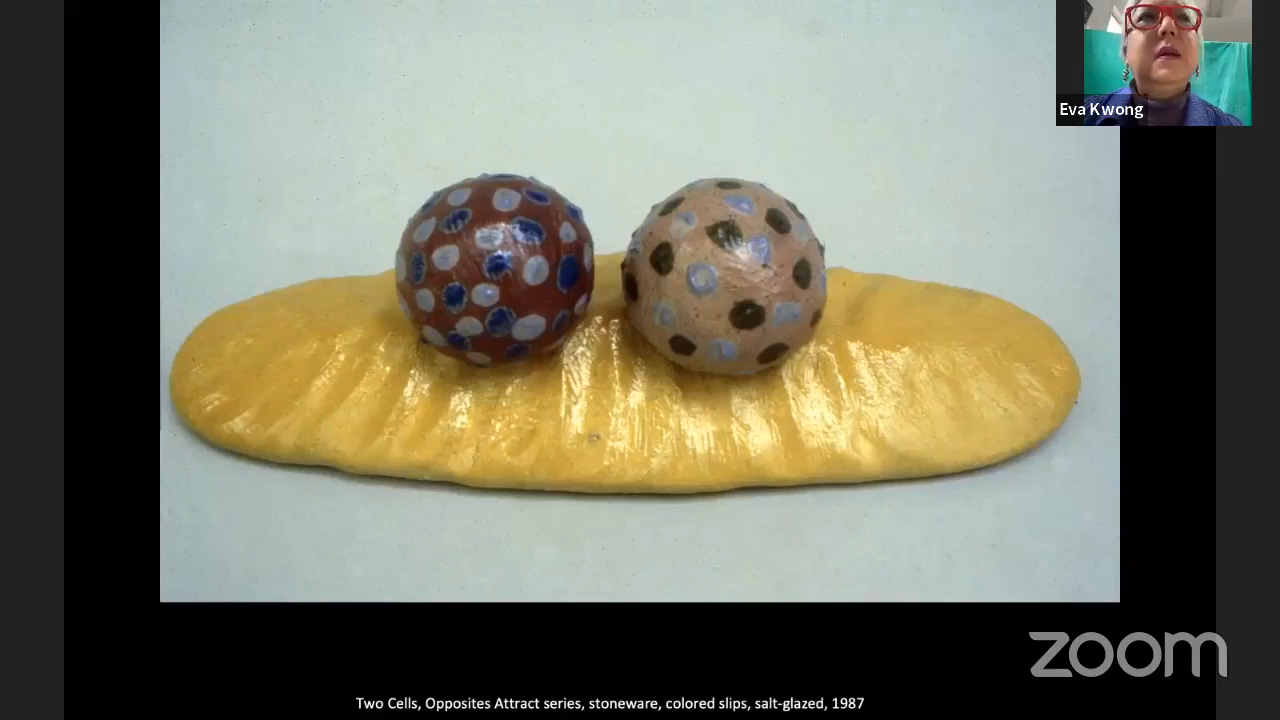 Eva Kwong
zoom
Two Cells, Opposites Attract series, stoneware, colored slips, salt-glazed, 1987